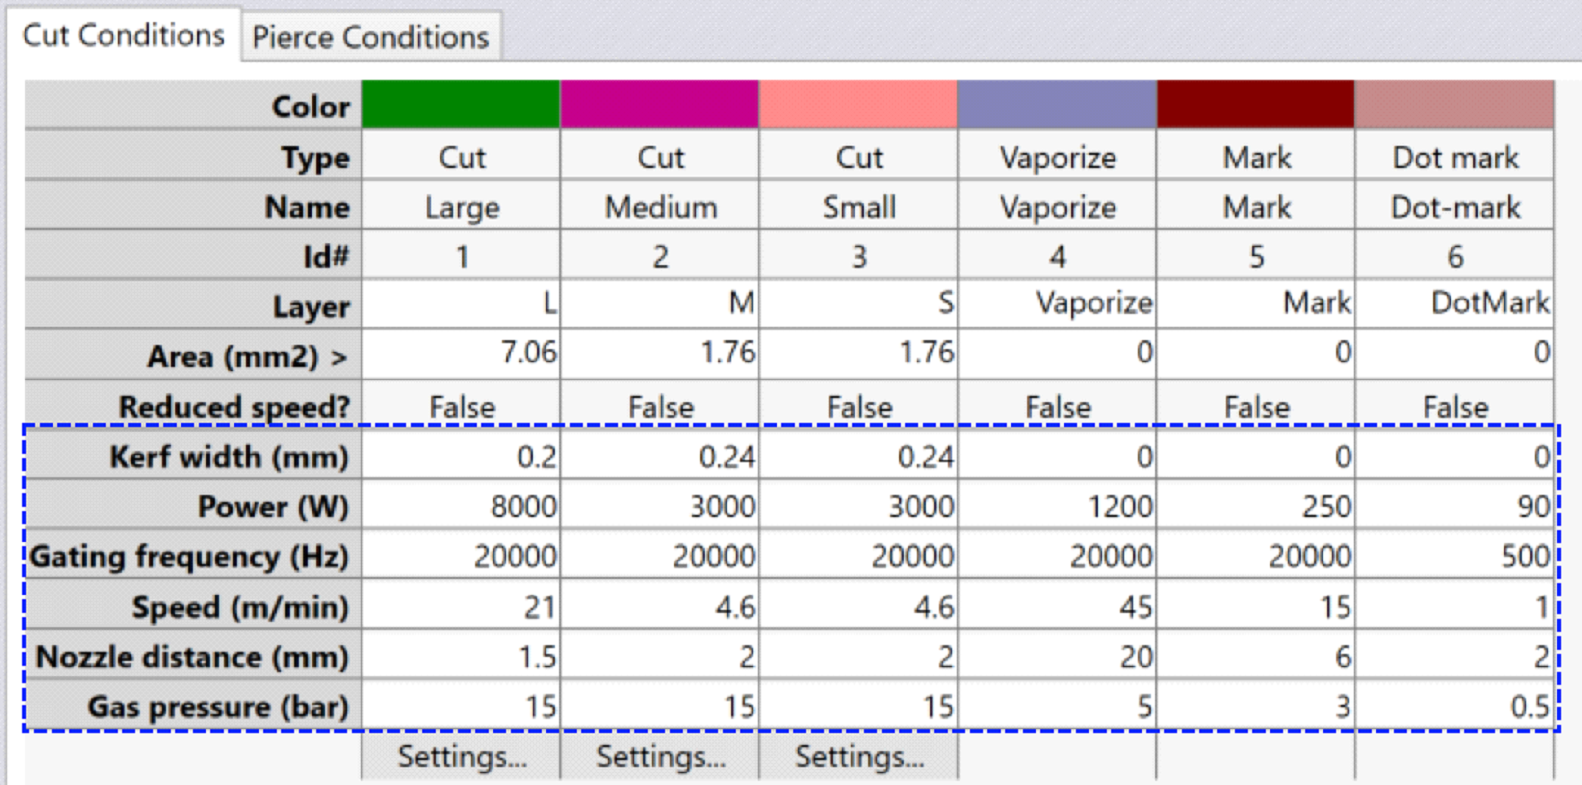 Cut Conditions Pierce Conditions
Color
Type Cut Cut Cut Vaporize Mark Dot mark
Name Large Medium Small Vaporize Mark Dot-mark
Id# 1 2 3 4 5 6
Layer L M S Vaporize Mark DotMark
Area (mm2) > 7.06 1.76 1.76 0 0 0
Reduced speed? False False False False False False
Kerf width (mm) 0.2 0.24 0.24 0 0 0
Power (W) 8000 3000 3000 1200 250 90
Gating frequency (Hz) 20000 20000 20000 20000 20000 500
Speed (m/min) 21 4.6 4.6 45 15 1
Nozzle distance (mm) 1.5 2 2 20 6 2
Gas pressure (bar) 15 15 15 5 3 0.5
Settings... Settings... Settings...